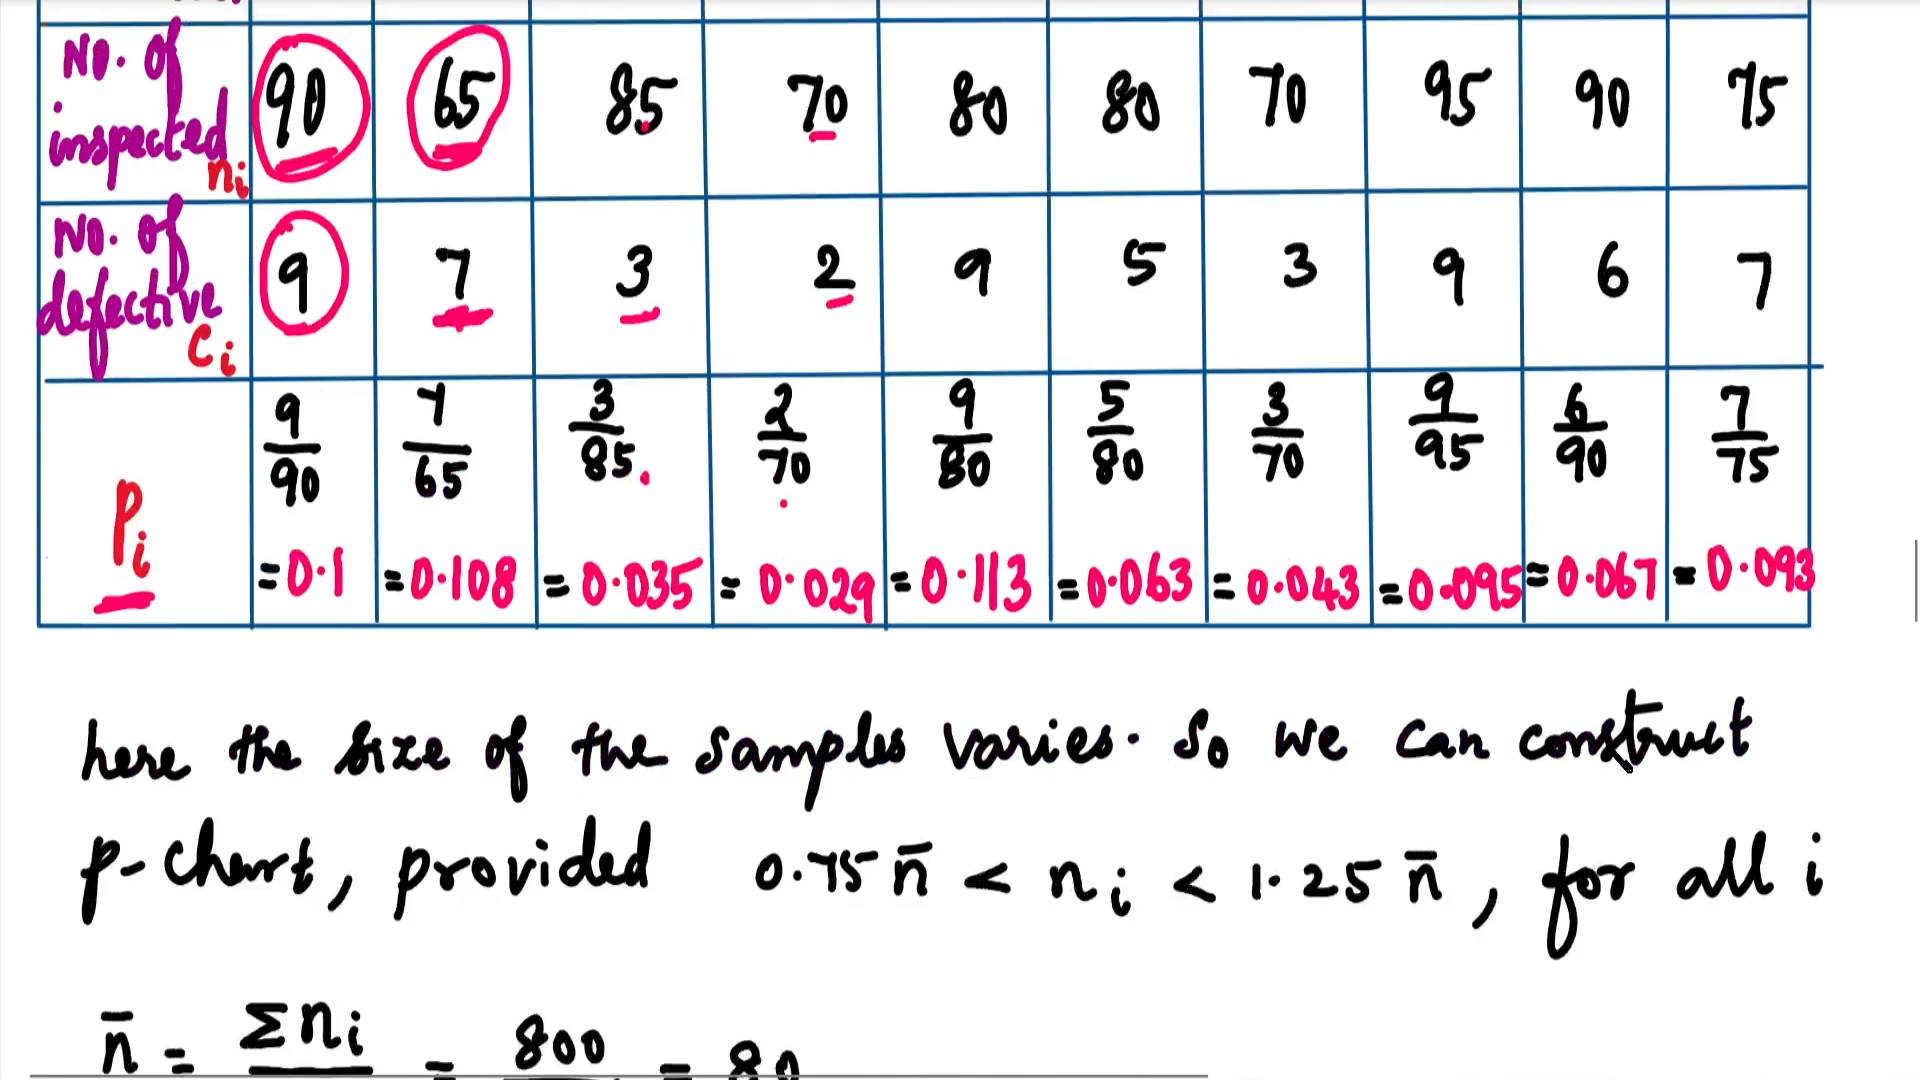 No. of inspected ni 90 65 85 70 80 80 70 95 90 75
No. of defective ci 9 7 3 2 9 5 3 9 6 7
9/90 7/65 3/85 2/70 9/80 5/80 3/70 9/95 6/90 7/75
Pi =0.1 =0.108 =0.035 =0.029 =0.113 =0.063 =0.043 =0.095 =0.067 =0.093
here the size of the samples varies. So we can construct
p-chart, provided 0.75 n̄ < ni < 1.25 n̄, for all i
n̄ = Σni = 800 = 80